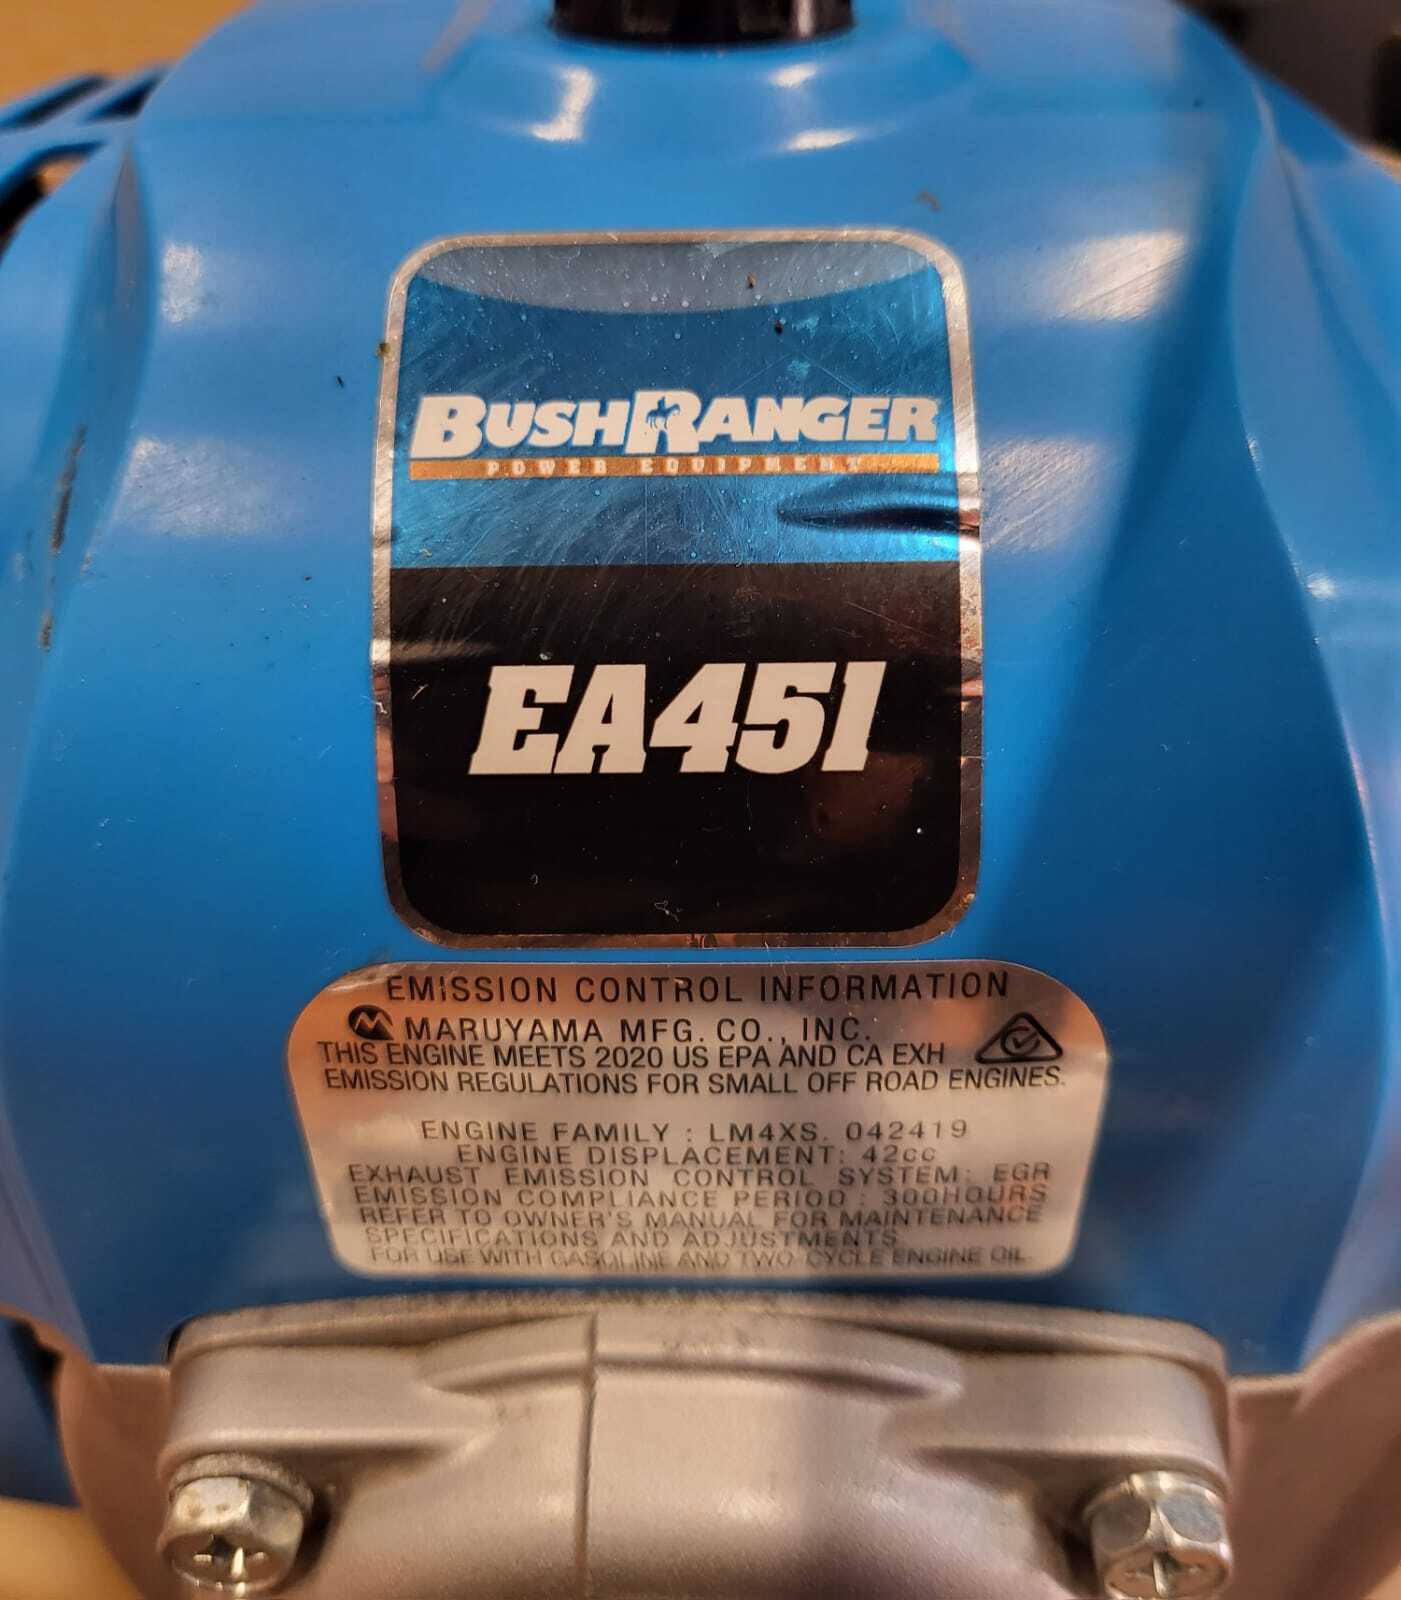 BUSHRANGER
POWER EQUIPMENT
EA451
EMISSION CONTROL INFORMATION
MARUYAMA MFG. CO., INC.
THIS ENGINE MEETS 2020 US EPA AND CA EXH
EMISSION REGULATIONS FOR SMALL OFF ROAD ENGINES.
ENGINE FAMILY : LM4XS. 042419
ENGINE DISPLACEMENT: 42cc
EXHAUST EMISSION CONTROL SYSTEM: EGR
EMISSION COMPLIANCE PERIOD : 300HOURS
REFER TO OWNER'S MANUAL FOR MAINTENANCE
SPECIFICATIONS AND ADJUSTMENTS
FOR USE WITH GASOLINE AND TWO-CYCLE ENGINE OIL.